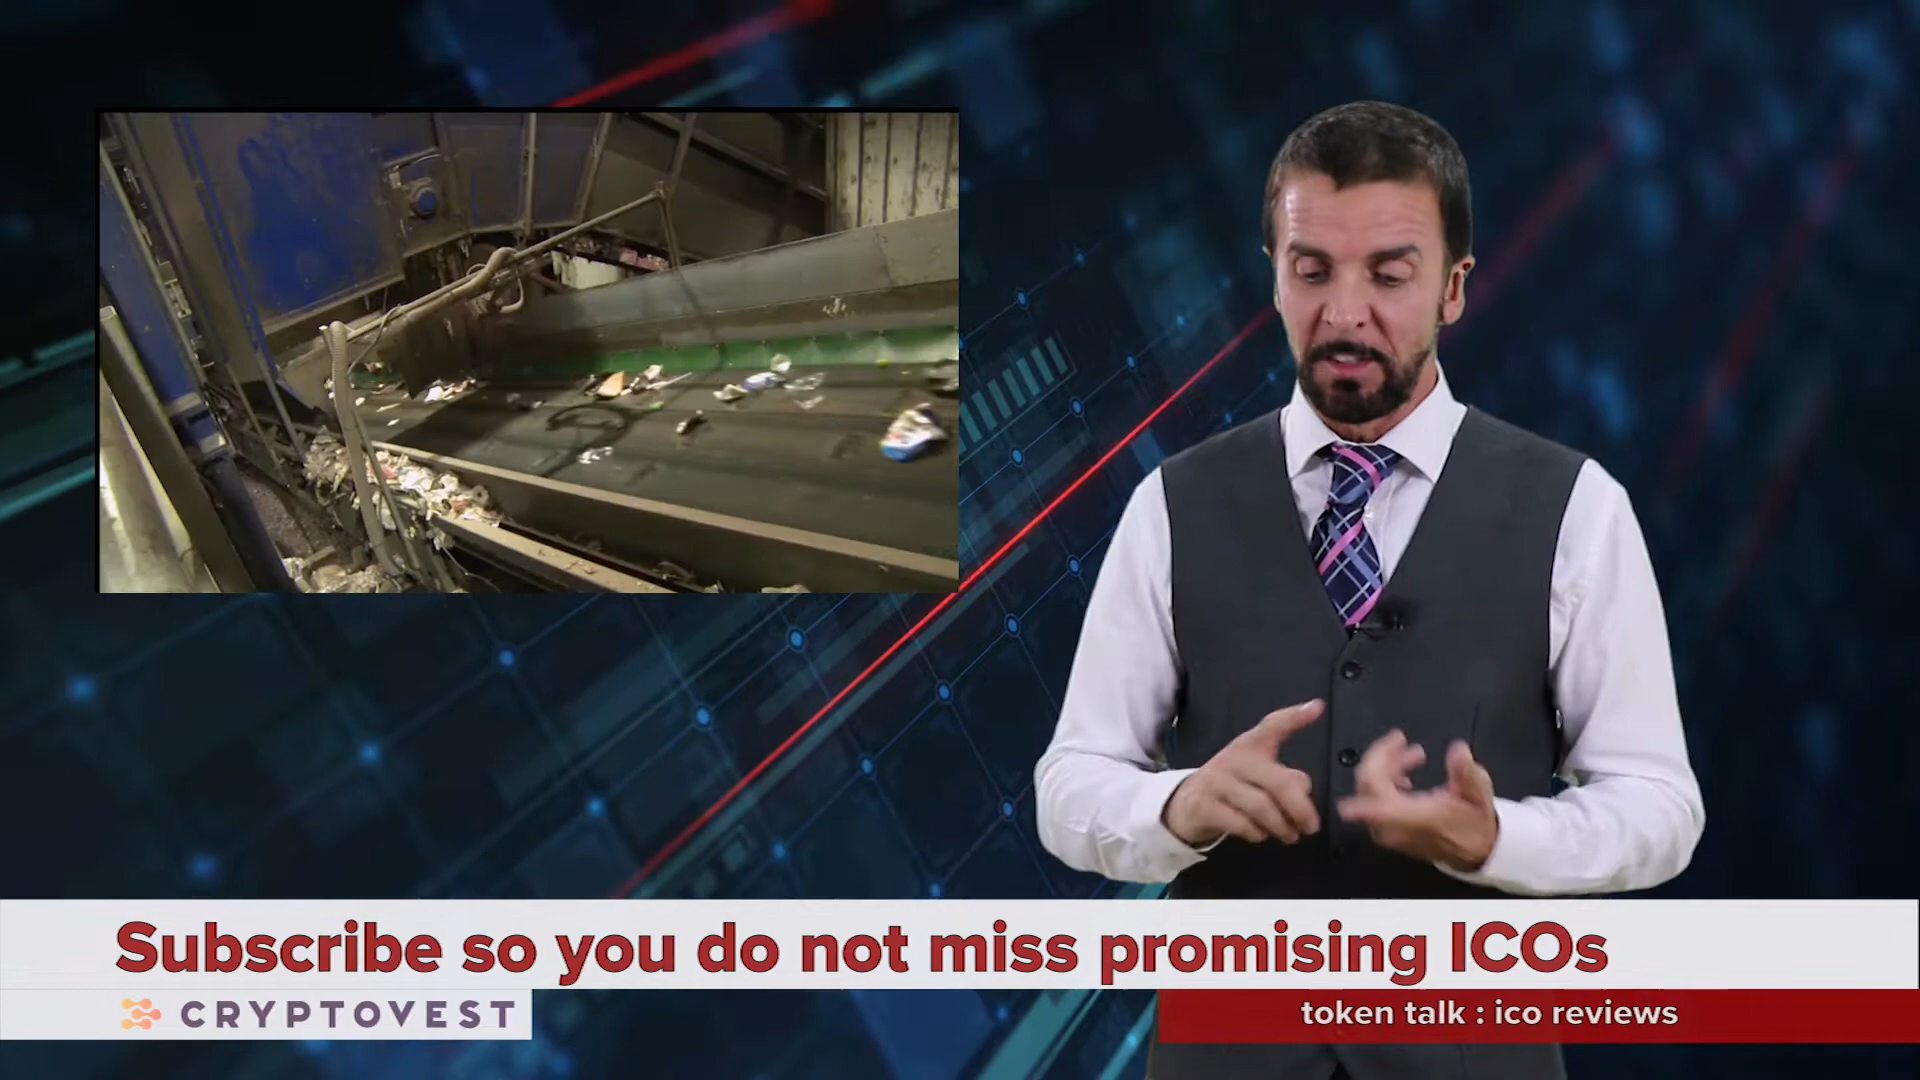 Subscribe so you do not miss promising ICOs
CRYPTOVEST
token talk : ico reviews